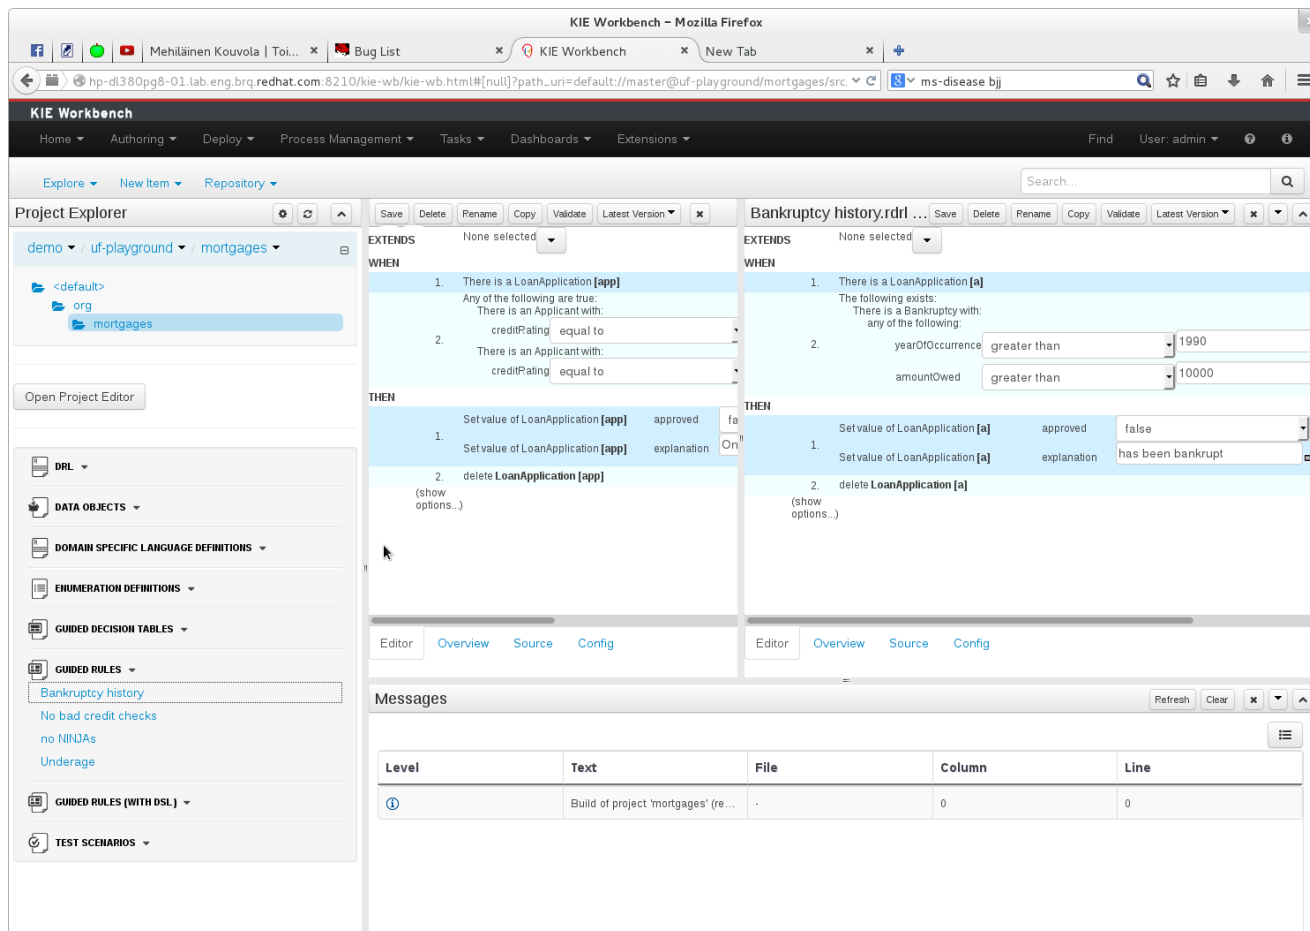 KIE Workbench - Mozilla Firefox
Mehiläinen Kouvola | Toi... Bug List KIE Workbench New Tab
hp-dl380pg8-01.lab.eng.brq.redhat.com:8210/kie-wb/kie-wb.html#[null]?path_uri=default://master@uf-playground/mortgages/src, ms-disease bjj
KIE Workbench
Home Authoring Deploy Process Management Tasks Dashboards Extensions Find User: admin
Explore New Item Repository Search...
Project Explorer
demo / uf-playground / mortgages
<default>
org
mortgages
Open Project Editor
DRL
DATA OBJECTS
DOMAIN SPECIFIC LANGUAGE DEFINITIONS
ENUMERATION DEFINITIONS
GUIDED DECISION TABLES
GUIDED RULES
Bankruptcy history
No bad credit checks
no NINJAs
Underage
GUIDED RULES (WITH DSL)
TEST SCENARIOS
Save Delete Rename Copy Validate Latest Version
EXTENDS None selected
WHEN
1. There is a LoanApplication [app]
Any of the following are true:
There is an Applicant with:
creditRating equal to
2.
There is an Applicant with:
creditRating equal to
THEN
Set value of LoanApplication [app] approved fa
1.
Set value of LoanApplication [app] explanation On
2. delete LoanApplication [app]
(show
options...)
Editor Overview Source Config
Bankruptcy history.rdrl ... Save Delete Rename Copy Validate Latest Version
EXTENDS None selected
WHEN
1. There is a LoanApplication [a]
The following exists:
There is a Bankruptcy with:
any of the following:
2. yearOfOccurrence greater than 1990
amountOwed greater than 10000
THEN
Set value of LoanApplication [a] approved false
1.
Set value of LoanApplication [a] explanation has been bankrupt
2. delete LoanApplication [a]
(show
options...)
Editor Overview Source Config
Messages Refresh Clear
Level Text File Column Line
Build of project 'mortgages' (re... - 0 0